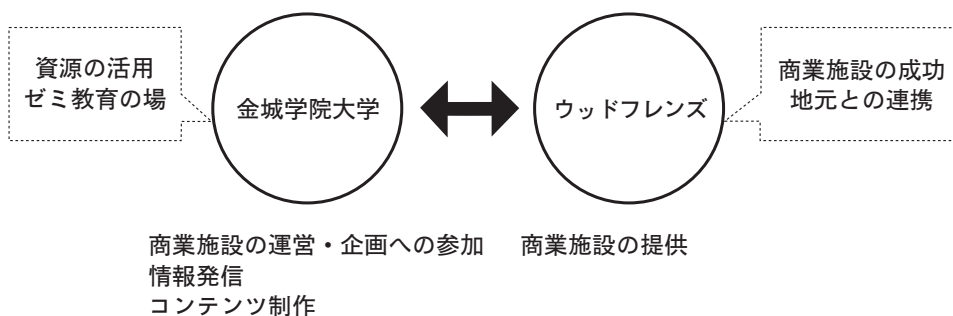 資源の活用
ゼミ教育の場
金城学院大学
ウッドフレンズ
商業施設の成功
地元との連携
商業施設の運営・企画への参加
情報発信
コンテンツ制作
商業施設の提供